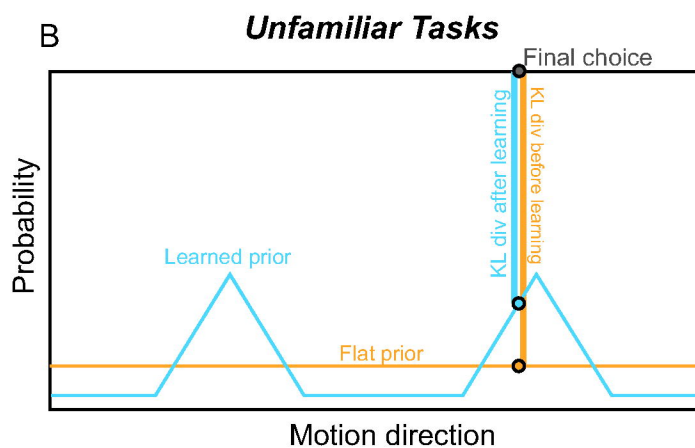 B
Unfamiliar Tasks
Final choice
KL div after learning
KL div before learning
Probability
Learned prior
Flat prior
Motion direction